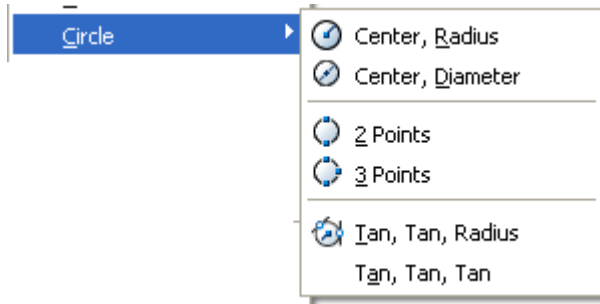 Circle
Center, Radius
Center, Diameter
2 Points
3 Points
Tan, Tan, Radius
Tan, Tan, Tan